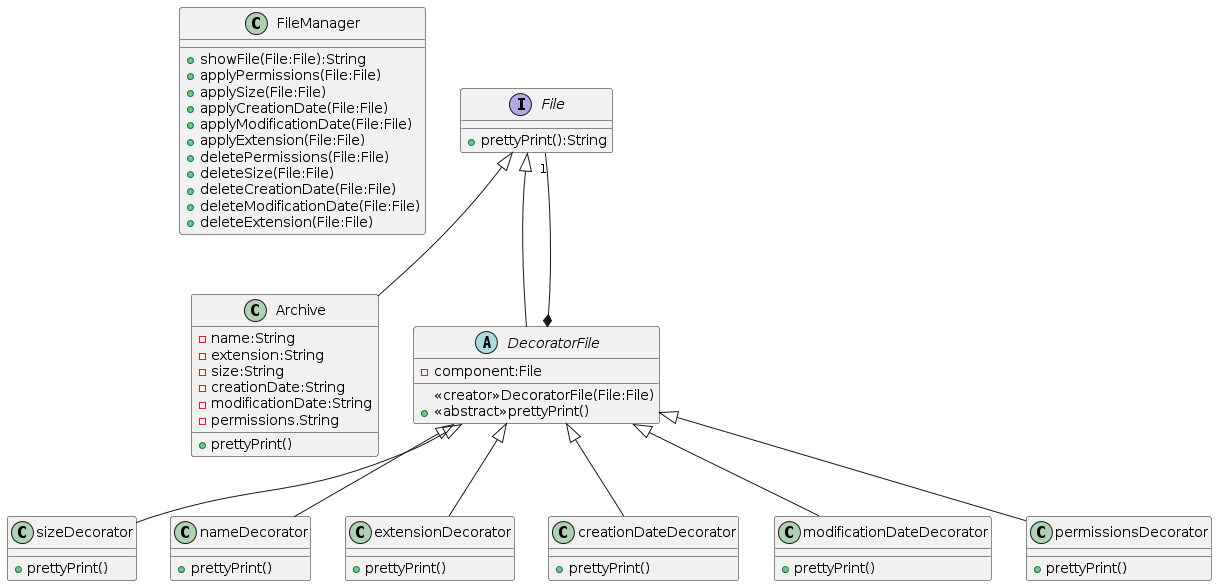 C FileManager
showFile(File:File):String
applyPermissions(File:File)
applySize(File:File)
applyCreationDate(File:File)
applyModificationDate(File:File)
applyExtension(File:File)
deletePermissions(File:File)
deleteSize(File:File)
deleteCreationDate(File:File)
deleteModificationDate(File:File)
deleteExtension(File:File)
I File
prettyPrint():String
1
C Archive
name:String
extension:String
size:String
creationDate:String
modificationDate:String
permissions.String
prettyPrint()
A DecoratorFile
component:File
«creator»DecoratorFile(File:File)
«abstract»prettyPrint()
C sizeDecorator
prettyPrint()
C nameDecorator
prettyPrint()
C extensionDecorator
prettyPrint()
C creationDateDecorator
prettyPrint()
C modificationDateDecorator
prettyPrint()
C permissionsDecorator
prettyPrint()